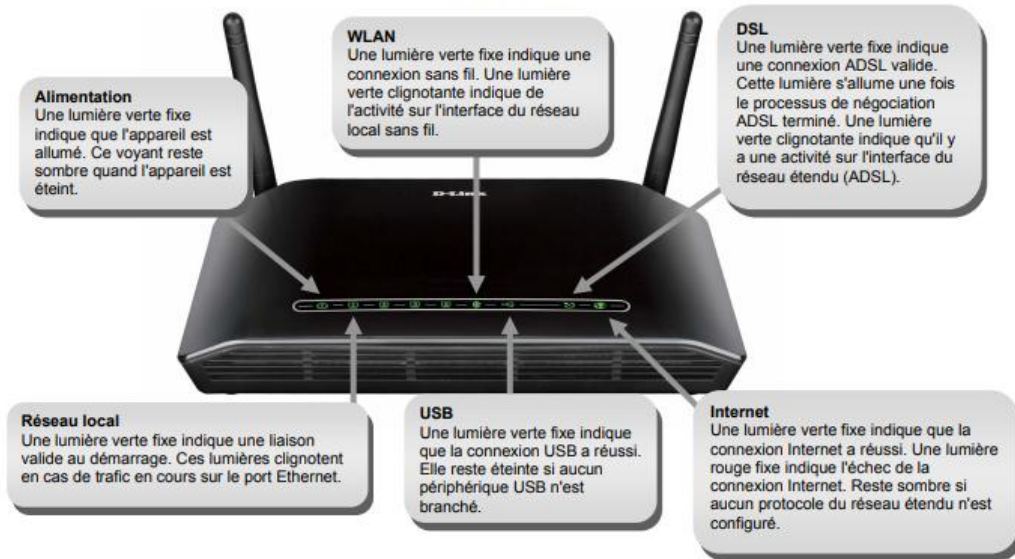 WLAN
Une lumière verte fixe indique une
connexion sans fil. Une lumière
verte clignotante indique de
l'activité sur l'interface du réseau
local sans fil.
DSL
Une lumière verte fixe indique
une connexion ADSL valide.
Cette lumière s'allume une fois
le processus de négociation
ADSL terminé. Une lumière
verte clignotante indique qu'il y
a une activité sur l'interface du
réseau étendu (ADSL).
Alimentation
Une lumière verte fixe
indique que l'appareil est
allumé. Ce voyant reste
sombre quand l'appareil est
éteint.
D-Link
Réseau local
Une lumière verte fixe indique une liaison
valide au démarrage. Ces lumières clignotent
en cas de trafic en cours sur le port Ethernet.
USB
Une lumière verte fixe indique
que la connexion USB a réussi.
Elle reste éteinte si aucun
périphérique USB n'est
branché.
Internet
Une lumière verte fixe indique que la
connexion Internet a réussi. Une lumière
rouge fixe indique l'échec de la
connexion Internet. Reste sombre si
aucun protocole du réseau étendu n'est
configuré.